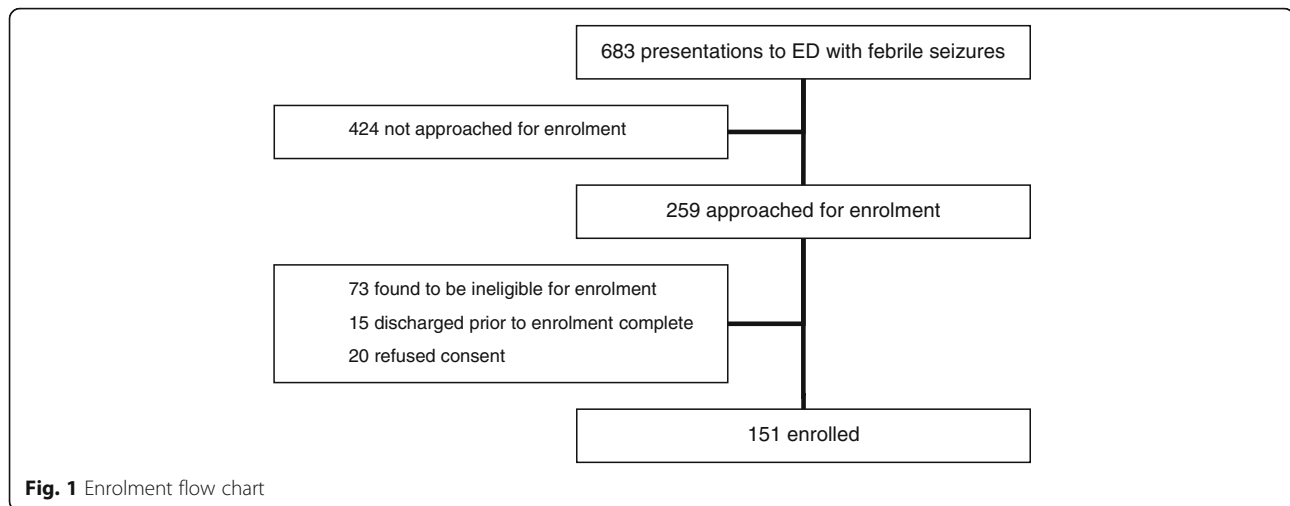 683 presentations to ED with febrile seizures
424 not approached for enrolment
259 approached for enrolment
73 found to be ineligible for enrolment
15 discharged prior to enrolment complete
20 refused consent
151 enrolled
Fig. 1 Enrolment flow chart